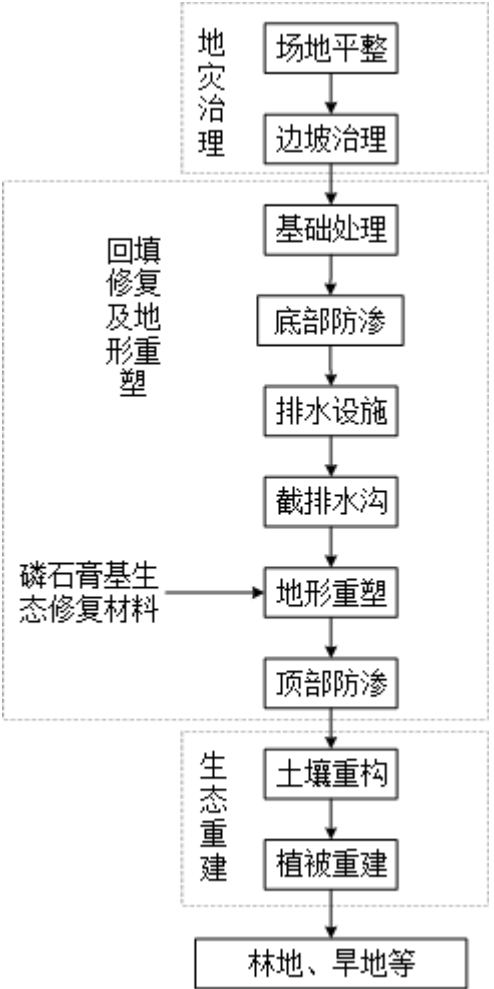 地灾治理
场地平整
边坡治理
回填
修复
及地
形重
塑
基础处理
底部防渗
排水设施
截排水沟
磷石膏基生
态修复材料
地形重塑
顶部防渗
生态重建
土壤重构
植被重建
林地、旱地等